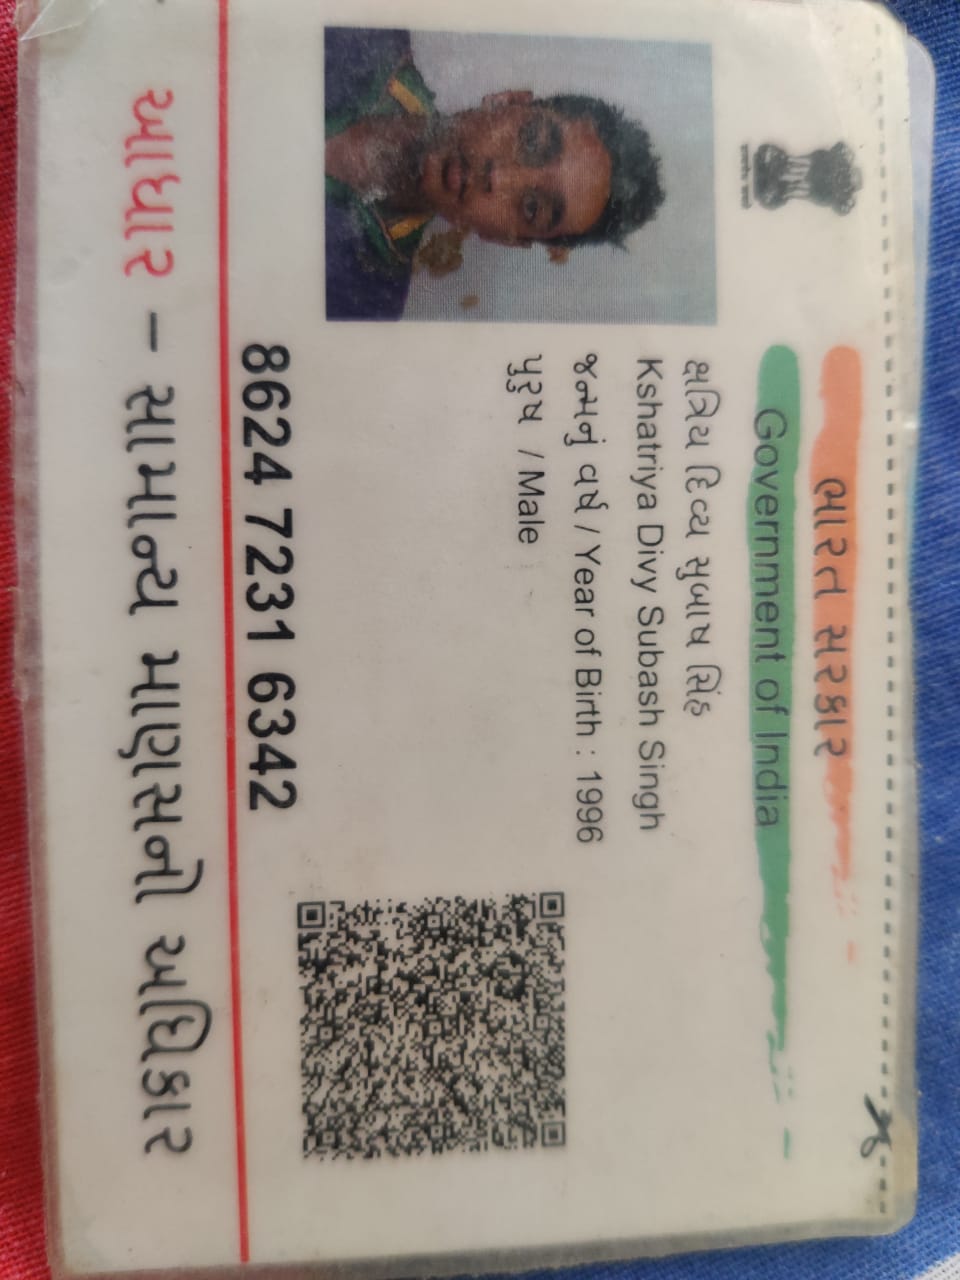 ભારત સરકાર
Government of India
ક્ષત્રિય દિવ્ય સુબાષ સિંહ
Kshatriya Divy Subash Singh
જન્મનું વર્ષ / Year of Birth : 1996
પુરુષ / Male
8624 7231 6342
આધાર – સામાન્ય માણસનો અધિકાર